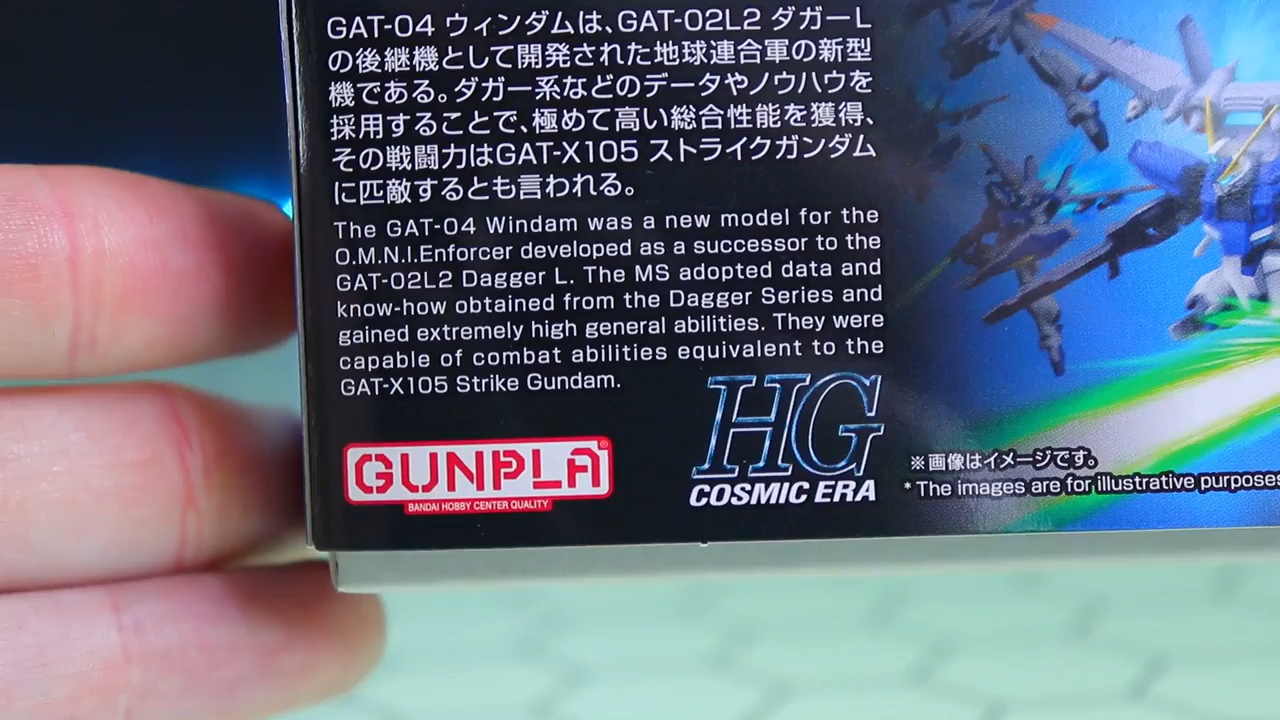 GAT-04 ウィンダムは、GAT-02L2 ダガーL
の後継機として開発された地球連合軍の新型
機である。ダガー系などのデータやノウハウを
採用することで、極めて高い総合性能を獲得、
その戦闘力はGAT-X105 ストライクガンダム
に匹敵するとも言われる。
The GAT-04 Windam was a new model for the
O.M.N.I.Enforcer developed as a successor to the
GAT-02L2 Dagger L. The MS adopted data and
know-how obtained from the Dagger Series and
gained extremely high general abilities. They were
capable of combat abilities equivalent to the
GAT-X105 Strike Gundam.
GUNPLA®
BANDAI HOBBY CENTER QUALITY
HG
COSMIC ERA
※画像はイメージです。
* The images are for illustrative purposes